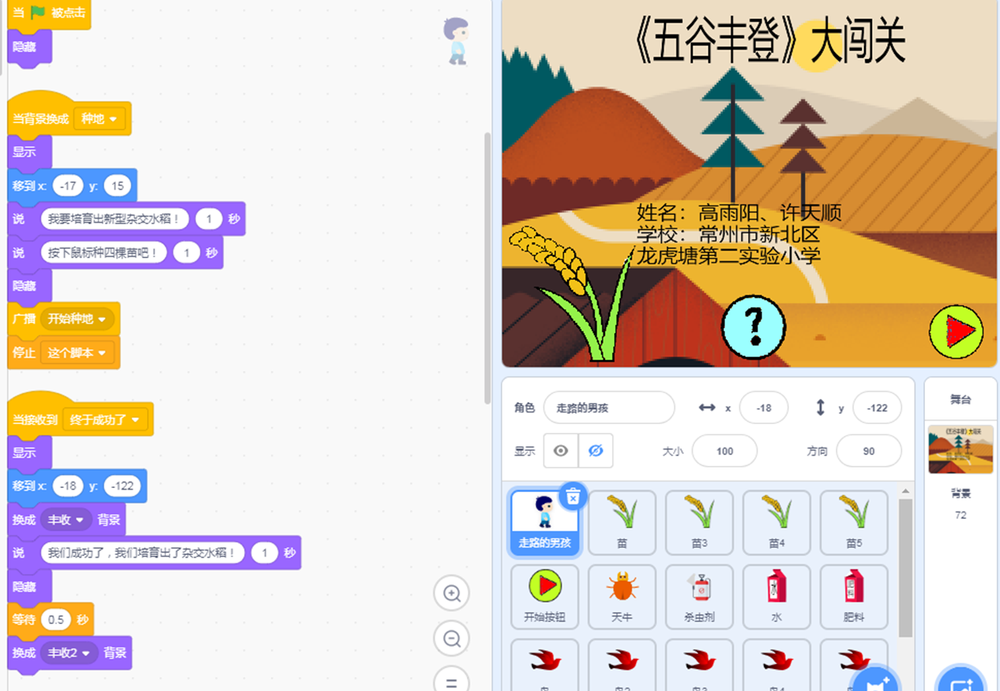 当 被点击
隐藏
当背景换成 种地
显示
移到 x: -17 y: 15
说 我要培育出新型杂交水稻！ 1 秒
说 按下鼠标种四棵苗吧！ 1 秒
隐藏
广播 开始种地
停止 这个脚本
当接收到 终于成功了
显示
移到 x: -18 y: -122
换成 丰收 背景
说 我们成功了，我们培育出了杂交水稻！ 1 秒
隐藏
等待 0.5 秒
换成 丰收2 背景
《五谷丰登》大闯关
姓名：高雨阳、许天顺
学校：常州市新北区
龙虎塘第二实验小学
?
角色 走路的男孩 x -18 y -122
显示 大小 100 方向 90
走路的男孩 苗 苗3 苗4 苗5
水 肥料
开始按钮 天牛 杀虫剂 水 肥料
舞台
背景
72